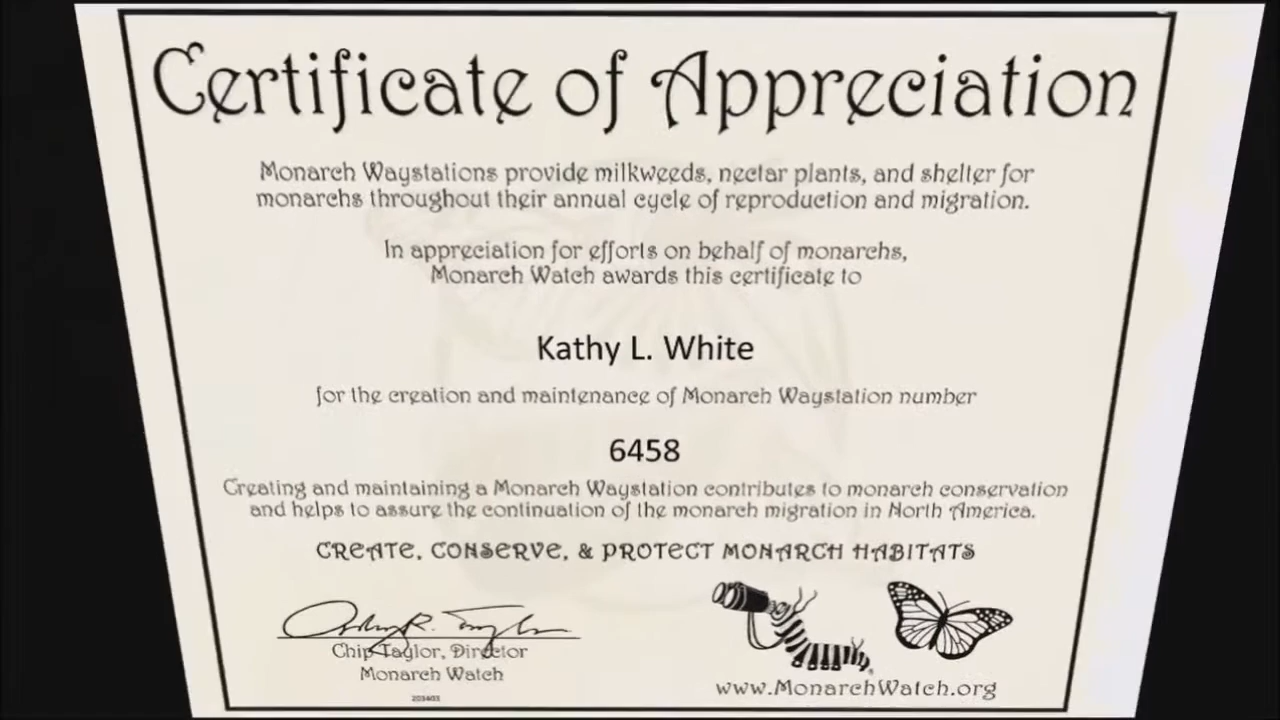 Certificate of Appreciation
Monarch Waystations provide milkweeds, nectar plants, and shelter for
monarchs throughout their annual cycle of reproduction and migration.
In appreciation for efforts on behalf of monarchs,
Monarch Watch awards this certificate to
Kathy L. White
for the creation and maintenance of Monarch Waystation number
6458
Creating and maintaining a Monarch Waystation contributes to monarch conservation
and helps to assure the continuation of the monarch migration in North America.
CREATE, CONSERVE, & PROTECT MONARCH HABITATS
Chip Taylor, Director
Monarch Watch
www.MonarchWatch.org